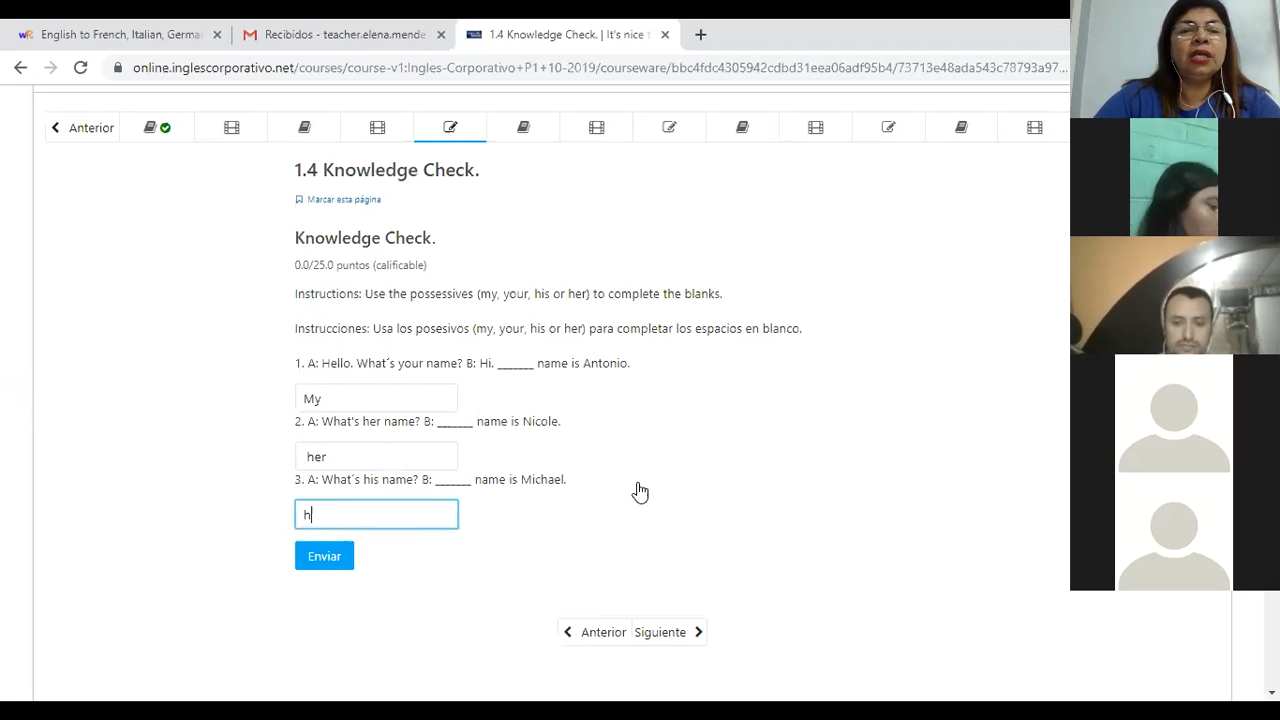 English to French, Italian, Germa
Recibidos - teacher.elena.mende
1.4 Knowledge Check. | It's nice t
online.inglescorporativo.net/courses/course-v1:Ingles-Corporativo+P1+10-2019/courseware/bbc4fdc4305942cdbd31eea06adf95b4/73713e48ada543c78793a97...
Anterior
1.4 Knowledge Check.
Marcar esta página
Knowledge Check.
0.0/25.0 puntos (calificable)
Instructions: Use the possessives (my, your, his or her) to complete the blanks.
Instrucciones: Usa los posesivos (my, your, his or her) para completar los espacios en blanco.
1. A: Hello. What´s your name? B: Hi. _______ name is Antonio.
My
2. A: What's her name? B: _______ name is Nicole.
her
3. A: What´s his name? B: _______ name is Michael.
h
Enviar
Anterior Siguiente